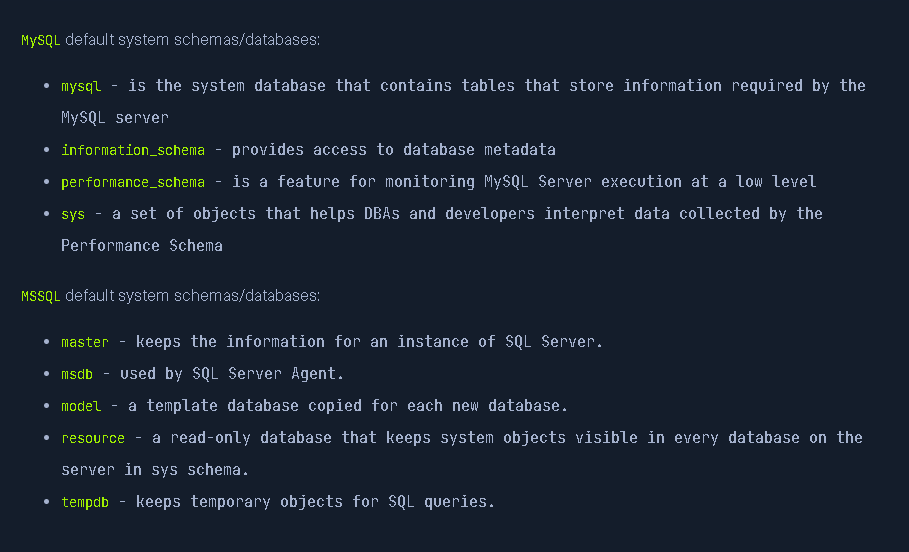 MySQL default system schemas/databases:
• mysql - is the system database that contains tables that store information required by the
MySQL server
• information_schema - provides access to database metadata
• performance_schema - is a feature for monitoring MySQL Server execution at a low level
• sys - a set of objects that helps DBAs and developers interpret data collected by the
Performance Schema
MSSQL default system schemas/databases:
• master - keeps the information for an instance of SQL Server.
• msdb - used by SQL Server Agent.
• model - a template database copied for each new database.
• resource - a read-only database that keeps system objects visible in every database on the
server in sys schema.
• tempdb - keeps temporary objects for SQL queries.